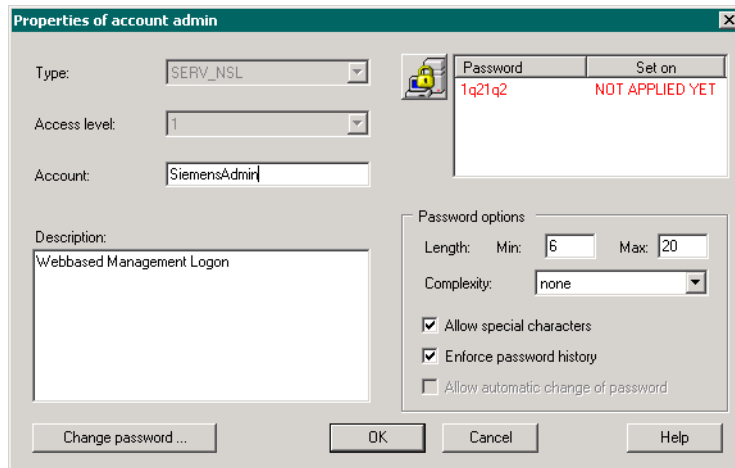 Properties of account admin
Type:
SERV_NSL
Access level:
1
Account:
SiemensAdmin
Description:
Webbased Management Logon
Password Set on
1q21q2 NOT APPLIED YET
Password options
Length: Min: 6 Max: 20
Complexity: none
Allow special characters
Enforce password history
Allow automatic change of password
Change password ...
OK
Cancel
Help